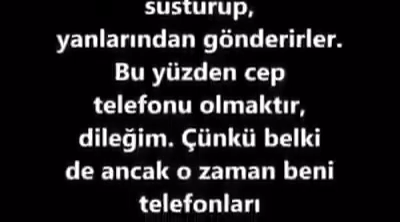 susturup,
yanlarından gönderirler.
Bu yüzden cep
telefonu olmaktır,
dileğim. Çünkü belki
de ancak o zaman beni
telefonları